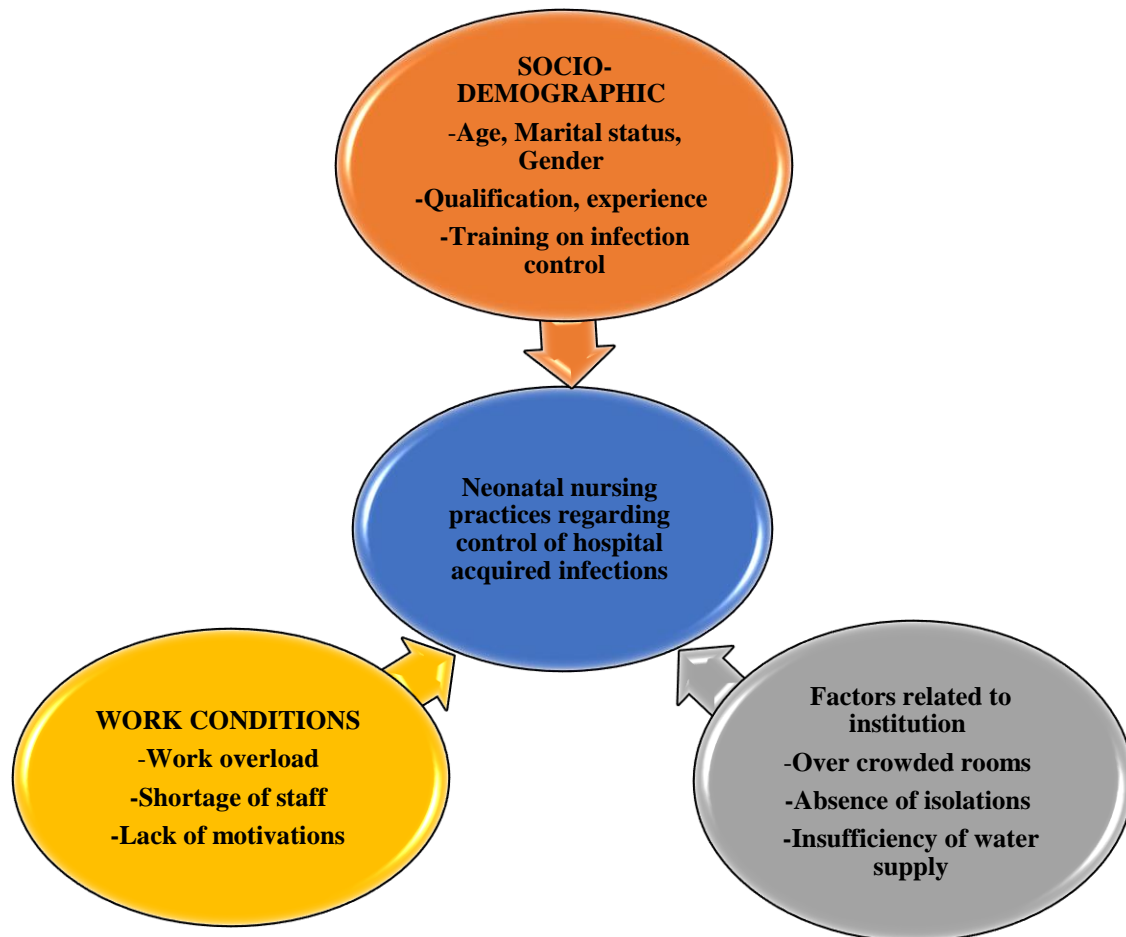 SOCIO-
DEMOGRAPHIC
-Age, Marital status,
Gender
-Qualification, experience
-Training on infection
control
Neonatal nursing
practices regarding
control of hospital
acquired infections
WORK CONDITIONS
-Work overload
-Shortage of staff
-Lack of motivations
Factors related to
institution
-Over crowded rooms
-Absence of isolations
-Insufficiency of water
supply